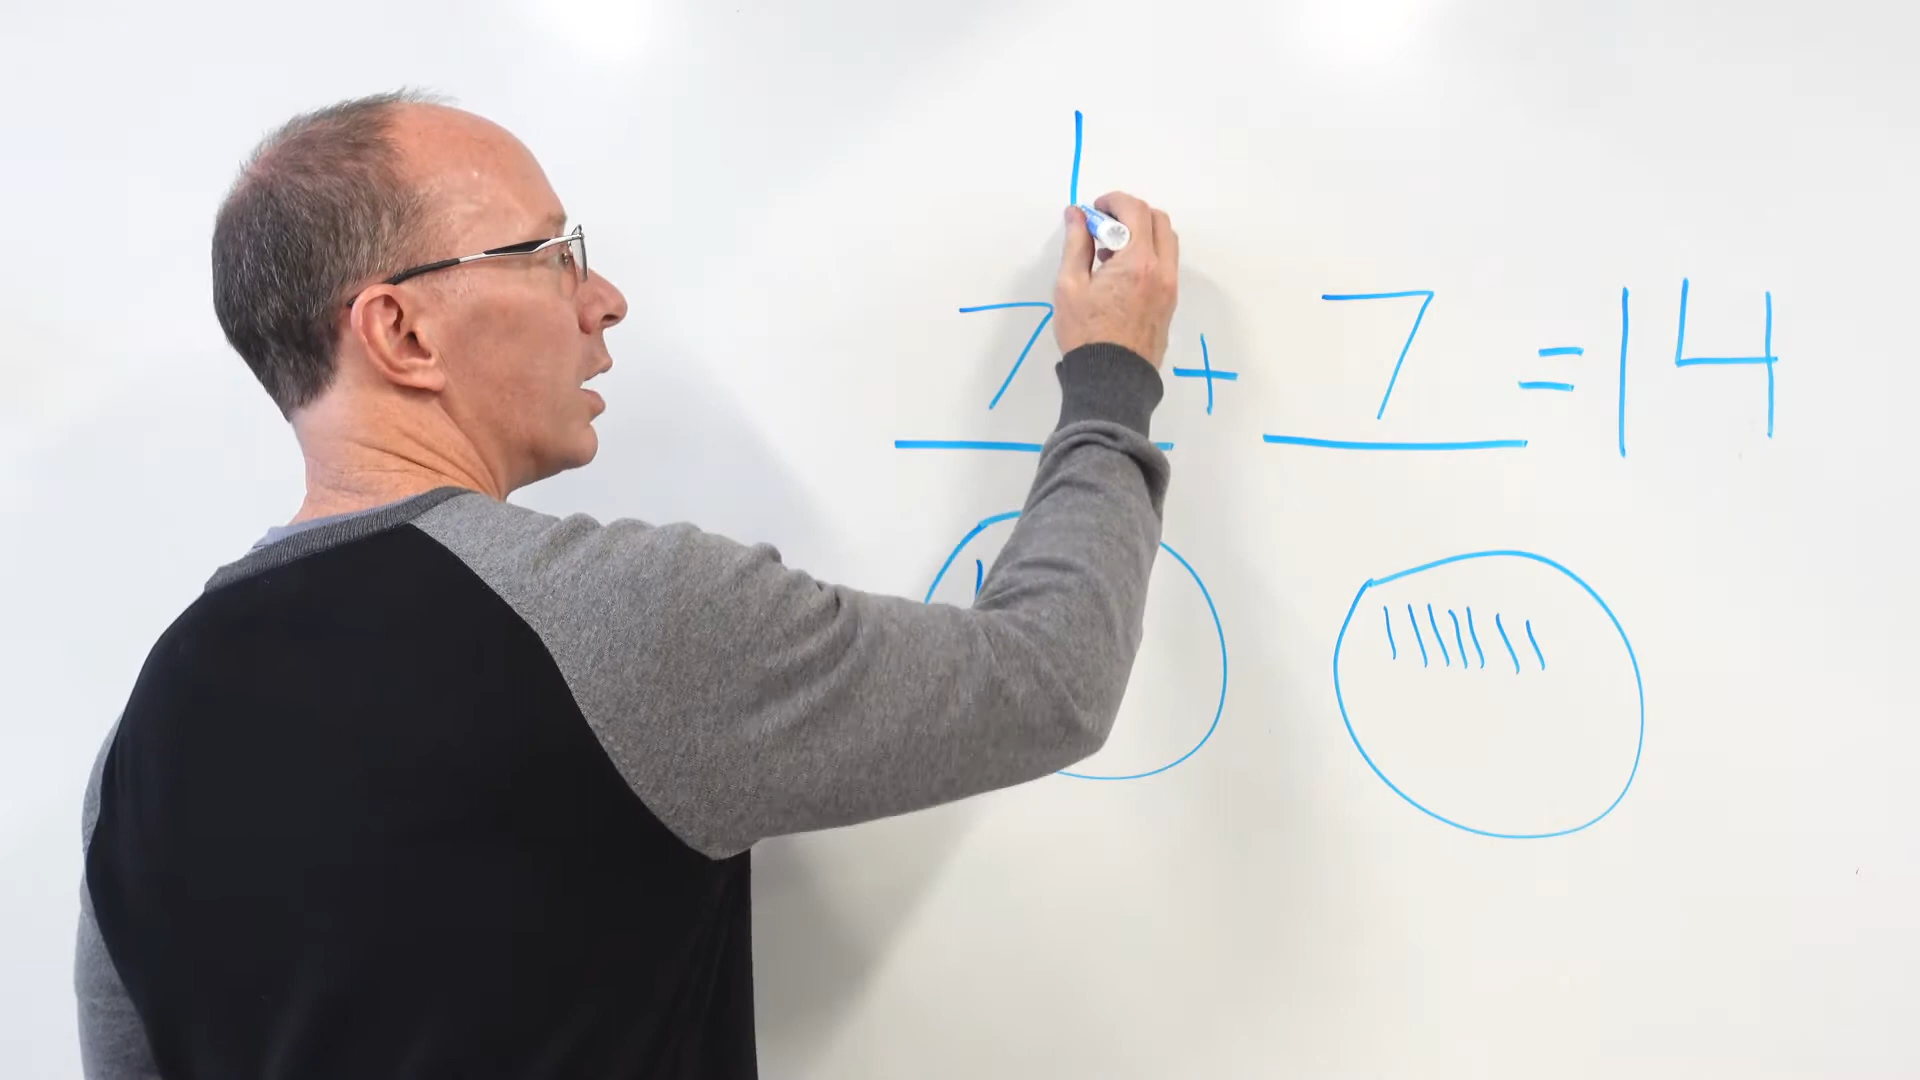 7 + 7 = 14